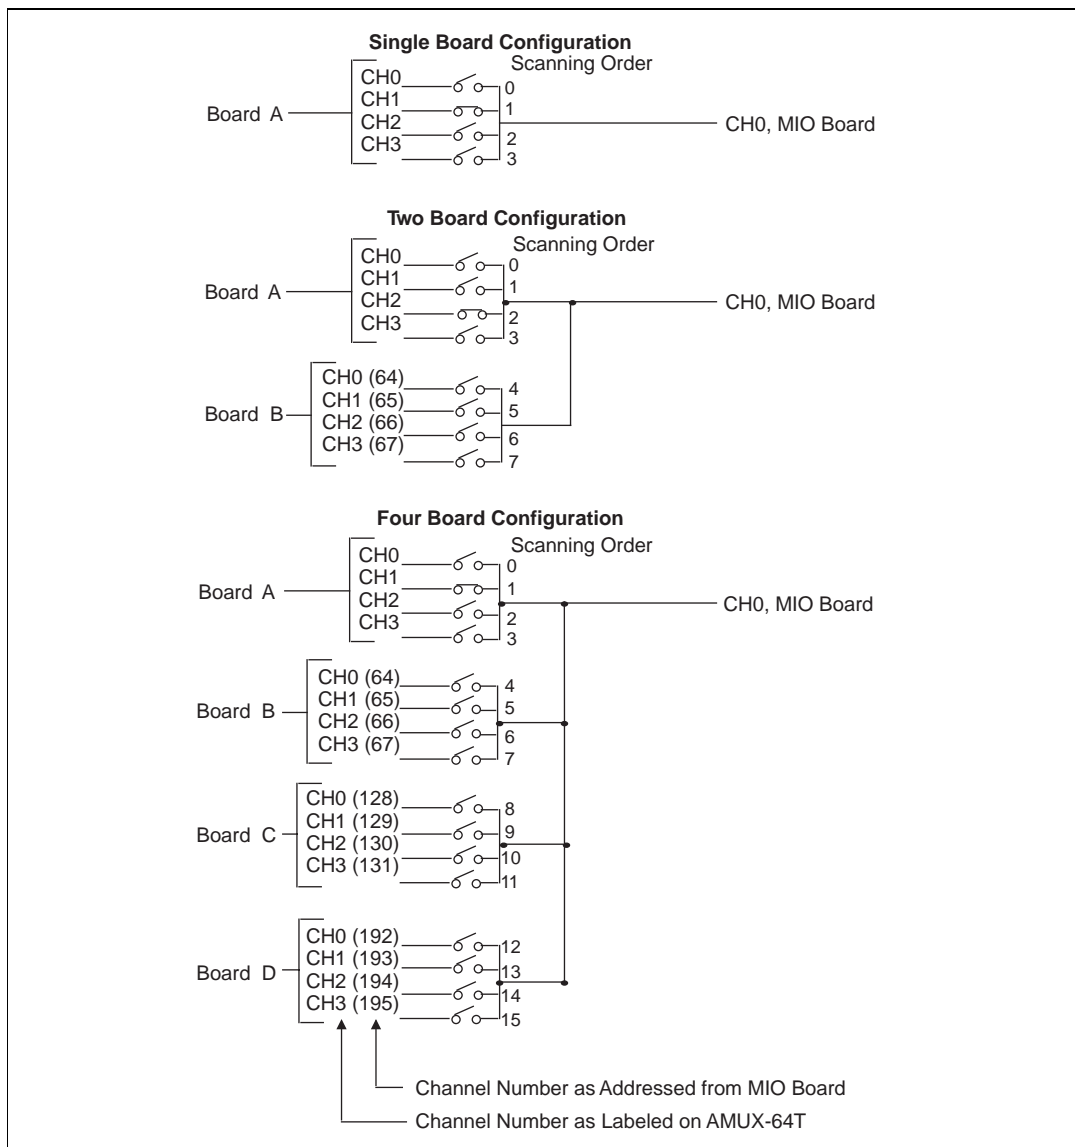 Single Board Configuration
Scanning Order
CH0
0
CH1
1
Board A
CH2
CH0, MIO Board
2
CH3
3
Two Board Configuration
Scanning Order
CH0
0
CH1
1
Board A
CH2
CH0, MIO Board
2
CH3
3
CH0 (64)
4
CH1 (65)
5
Board B
CH2 (66)
6
CH3 (67)
7
Four Board Configuration
Scanning Order
CH0
0
CH1
1
Board A
CH2
CH0, MIO Board
2
CH3
3
CH0 (64)
4
CH1 (65)
5
Board B
CH2 (66)
6
CH3 (67)
7
CH0 (128)
8
CH1 (129)
9
Board C
CH2 (130)
10
CH3 (131)
11
CH0 (192)
12
CH1 (193)
13
Board D
CH2 (194)
14
CH3 (195)
15
Channel Number as Addressed from MIO Board
Channel Number as Labeled on AMUX-64T